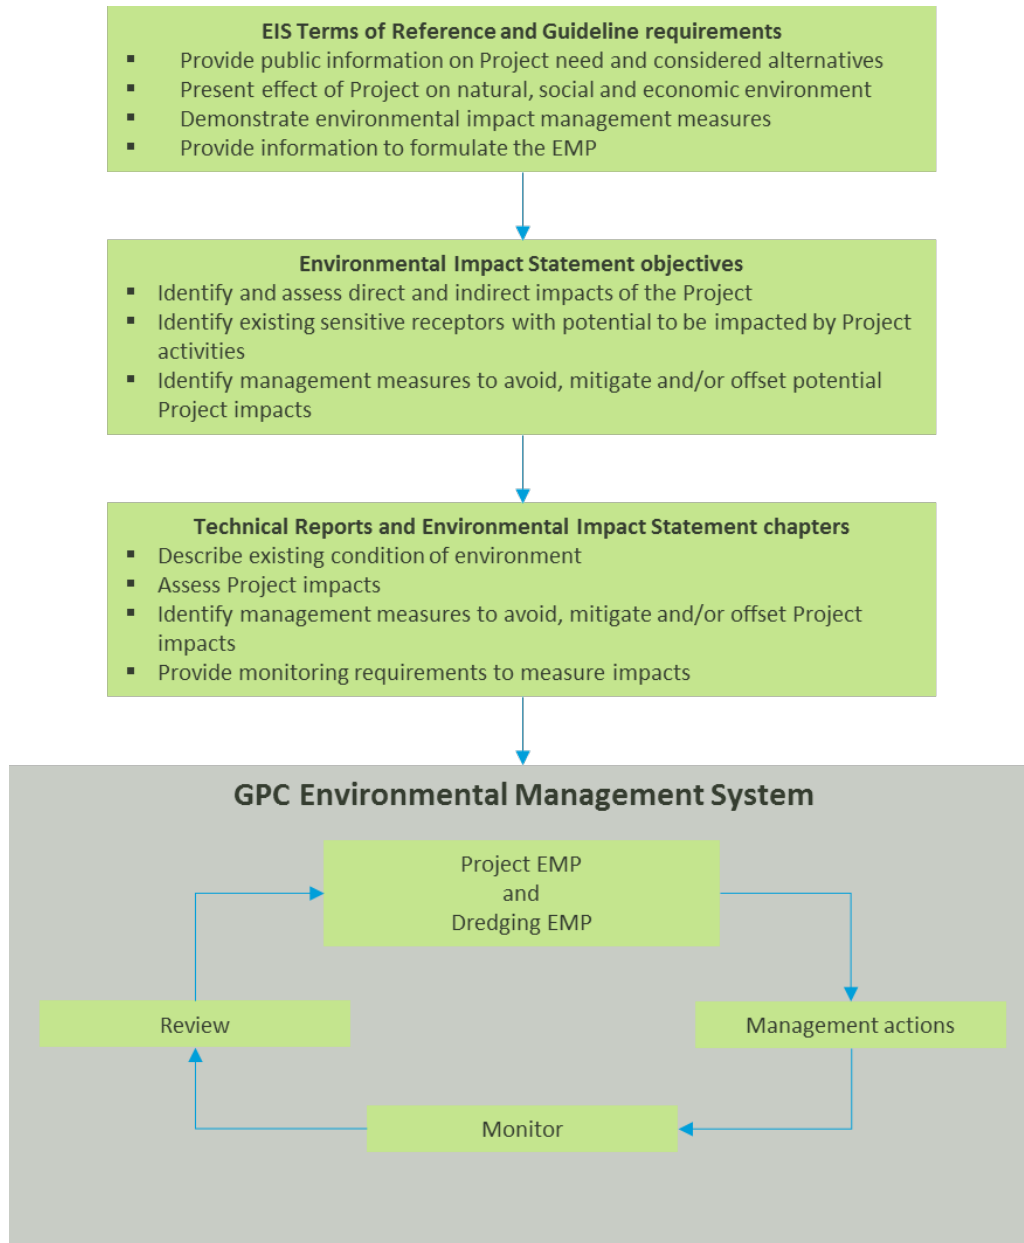 EIS Terms of Reference and Guideline requirements
▪ Provide public information on Project need and considered alternatives
▪ Present effect of Project on natural, social and economic environment
▪ Demonstrate environmental impact management measures
▪ Provide information to formulate the EMP
Environmental Impact Statement objectives
▪ Identify and assess direct and indirect impacts of the Project
▪ Identify existing sensitive receptors with potential to be impacted by Project
activities
▪ Identify management measures to avoid, mitigate and/or offset potential
Project impacts
Technical Reports and Environmental Impact Statement chapters
▪ Describe existing condition of environment
▪ Assess Project impacts
▪ Identify management measures to avoid, mitigate and/or offset Project
impacts
▪ Provide monitoring requirements to measure impacts
GPC Environmental Management System
Project EMP
and
Dredging EMP
Review
Management actions
Monitor